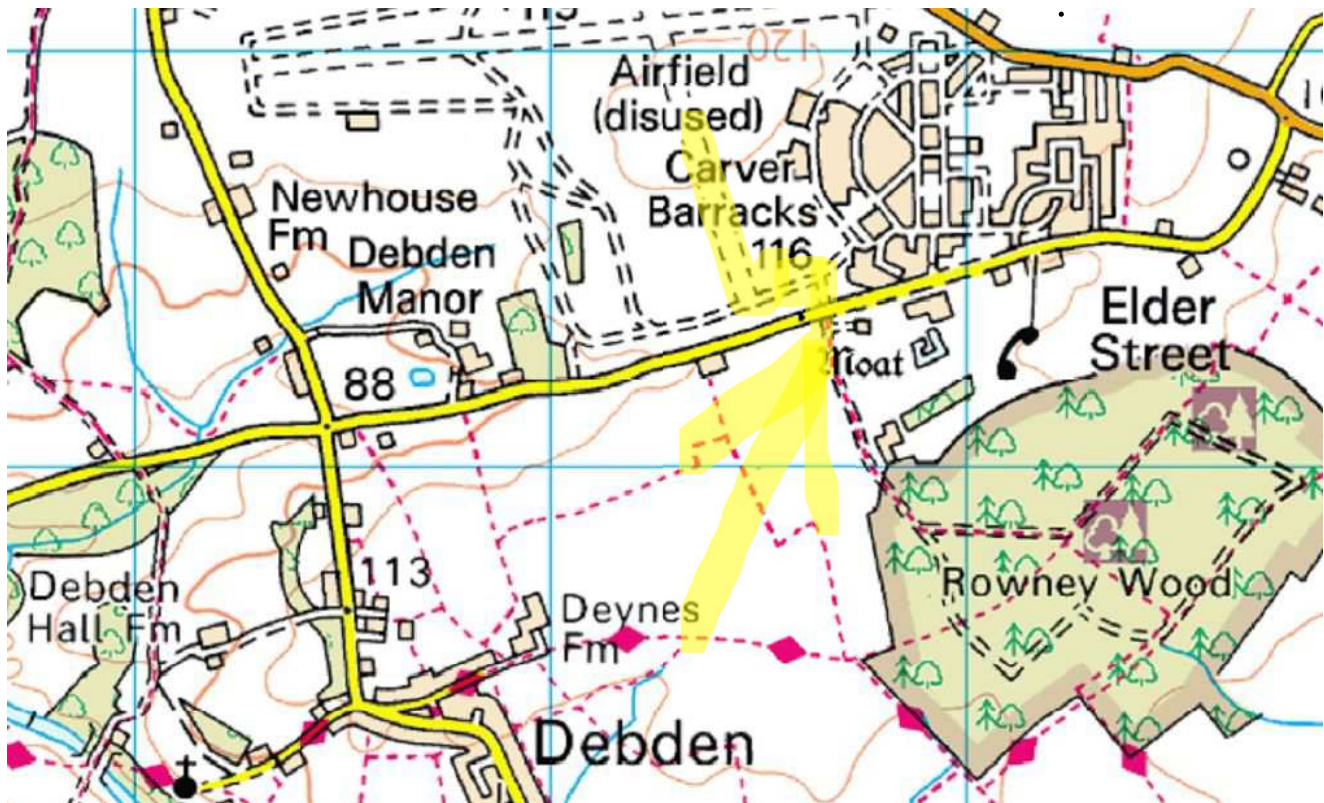 120
Airfield
(disused)
Carver
Barracks
116
Newhouse
Fm
Debden
Manor
Moat
Elder
Street
88
113
Debden
Hall Fm
Deynes
Fm
Rowney Wood
Debden